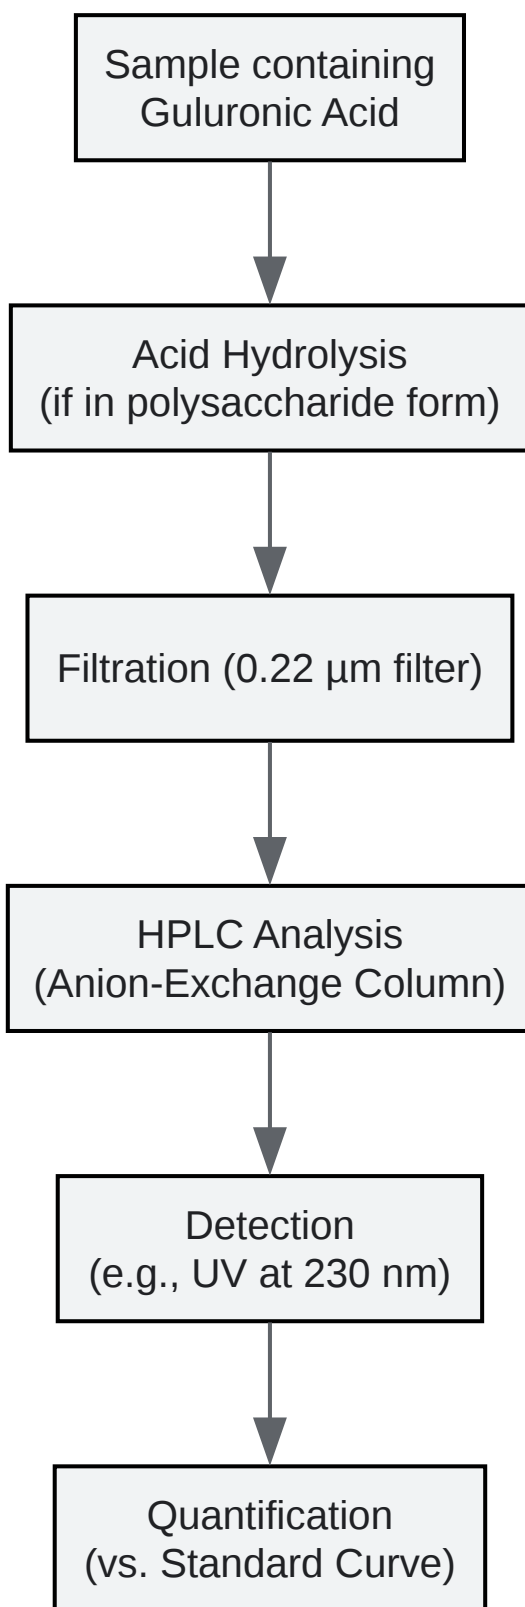 Sample containing
Guluronic Acid
Acid Hydrolysis
(if in polysaccharide form)
Filtration (0.22 µm filter)
HPLC Analysis
(Anion-Exchange Column)
Detection
(e.g., UV at 230 nm)
Quantification
(vs. Standard Curve)